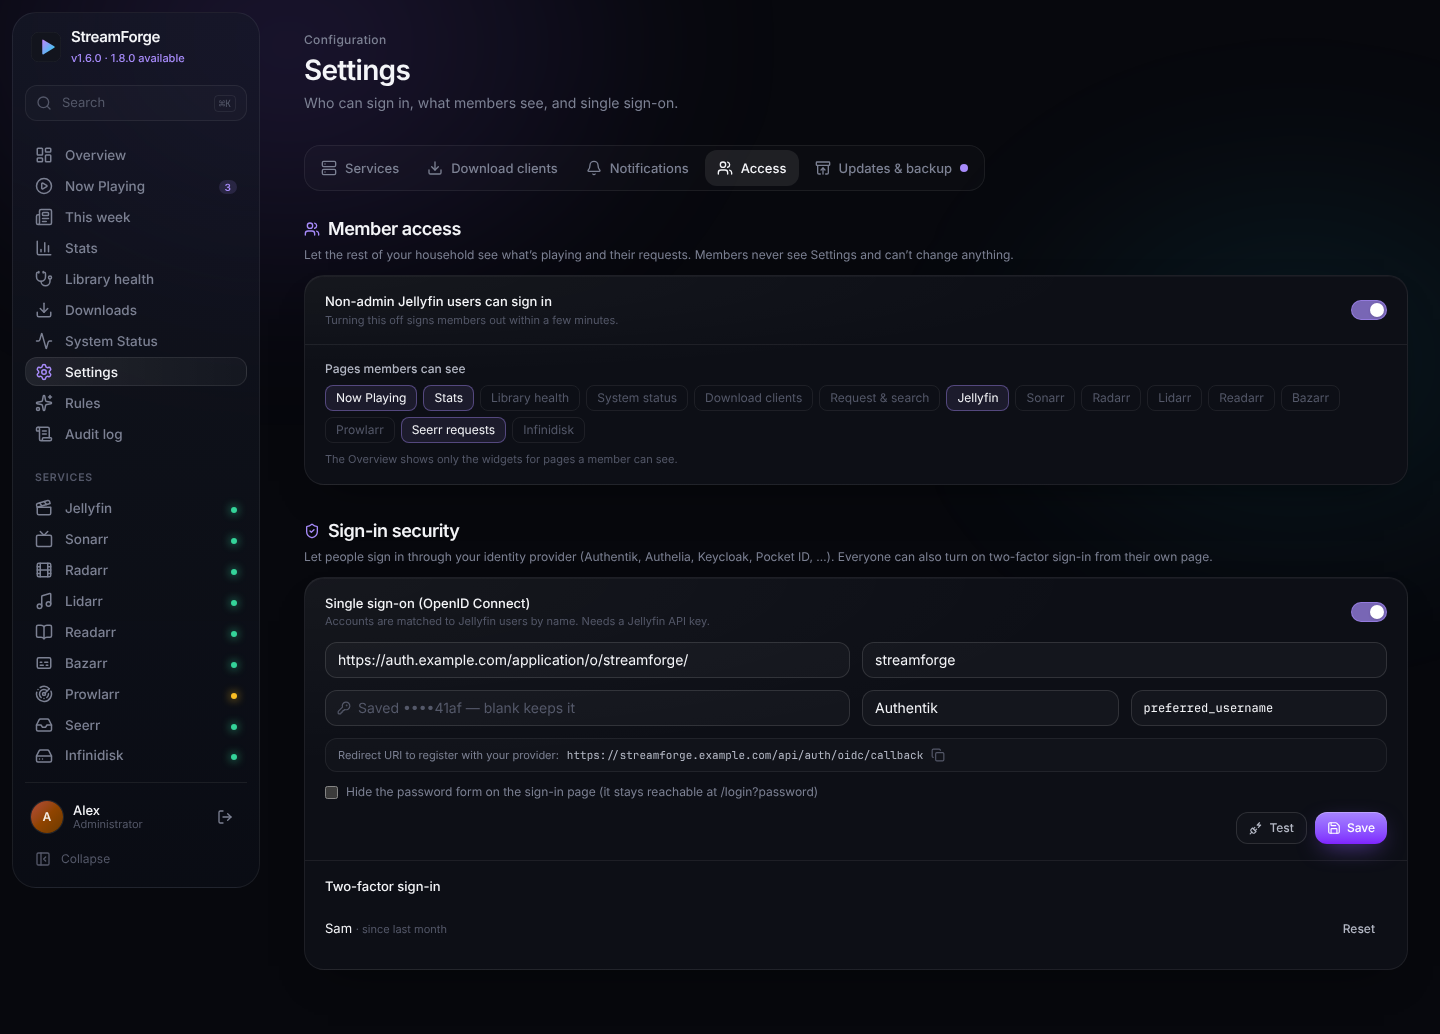 StreamForge
v1.6.0 · 1.8.0 available
Search ⌘K
Overview
Now Playing 3
This week
Stats
Library health
Downloads
System Status
Settings
Rules
Audit log
SERVICES
Jellyfin
Sonarr
Radarr
Lidarr
Readarr
Bazarr
Prowlarr
Seerr
Infinidisk
A Alex
Administrator
Collapse
Configuration
Settings
Who can sign in, what members see, and single sign-on.
Services Download clients Notifications Access Updates & backup
Member access
Let the rest of your household see what’s playing and their requests. Members never see Settings and can’t change anything.
Non-admin Jellyfin users can sign in
Turning this off signs members out within a few minutes.
Pages members can see
Now Playing Stats Library health System status Download clients Request & search Jellyfin Sonarr Radarr Lidarr Readarr Bazarr
Prowlarr Seerr requests Infinidisk
The Overview shows only the widgets for pages a member can see.
Sign-in security
Let people sign in through your identity provider (Authentik, Authelia, Keycloak, Pocket ID, …). Everyone can also turn on two-factor sign-in from their own page.
Single sign-on (OpenID Connect)
Accounts are matched to Jellyfin users by name. Needs a Jellyfin API key.
https://auth.example.com/application/o/streamforge/ streamforge
Saved ••••41af — blank keeps it Authentik preferred_username
Redirect URI to register with your provider: https://streamforge.example.com/api/auth/oidc/callback
Hide the password form on the sign-in page (it stays reachable at /login?password)
Test Save
Two-factor sign-in
Sam · since last month Reset